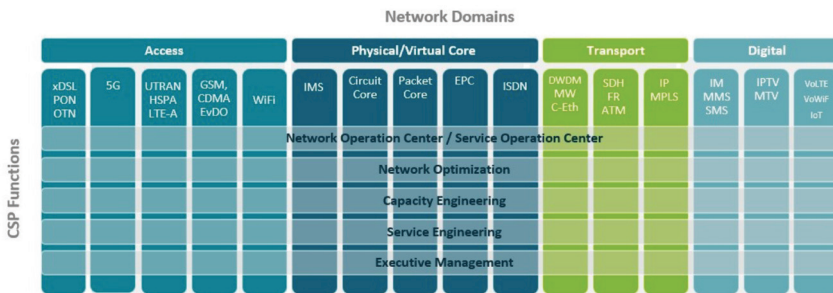 Network Domains
Access
Physical/Virtual Core
Transport
Digital
xDSL
PON
OTN
5G
UTRAN
HSPA
LTE-A
GSM,
CDMA
EvDO
WiFi
IMS
Circuit
Core
Packet
Core
EPC
ISDN
DWDM
MW
C-Eth
SDH
FR
ATM
IP
MPLS
IM
MMS
SMS
IPTV
MTV
VoLTE
VoWiF
IoT
CSP Functions
Network Operation Center / Service Operation Center
Network Optimization
Capacity Engineering
Service Engineering
Executive Management